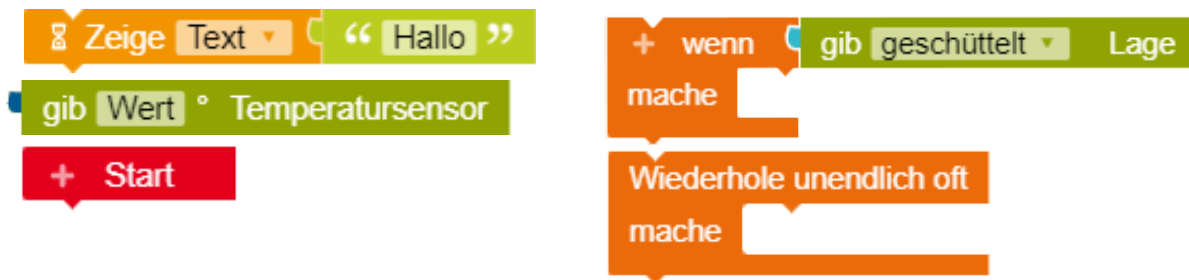 Zeige Text “ Hallo ”
gib Wert ° Temperatursensor
+ Start
+ wenn gib geschüttelt Lage
mache
Wiederhole unendlich oft
mache